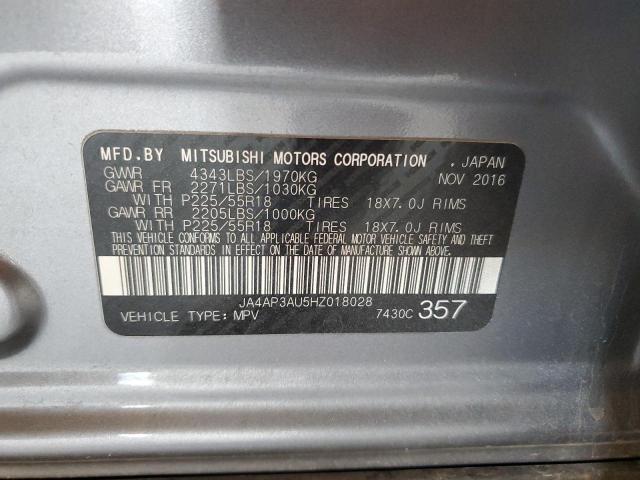 MFD.BY MITSUBISHI MOTORS CORPORATION . JAPAN
GVWR 4343LBS/1970KG NOV 2016
GAWR FR 2271LBS/1030KG
WITH P225/55R18 TIRES 18X7.0J RIMS
GAWR RR 2205LBS/1000KG
WITH P225/55R18 TIRES 18X7.0J RIMS
THIS VEHICLE CONFORMS TO ALL APPLICABLE FEDERAL MOTOR VEHICLE SAFETY AND THEFT
PREVENTION STANDARDS IN EFFECT ON THE DATE OF MANUFACTURE SHOWN ABOVE.
JA4AP3AU5HZ018028
VEHICLE TYPE: MPV 7430C 357